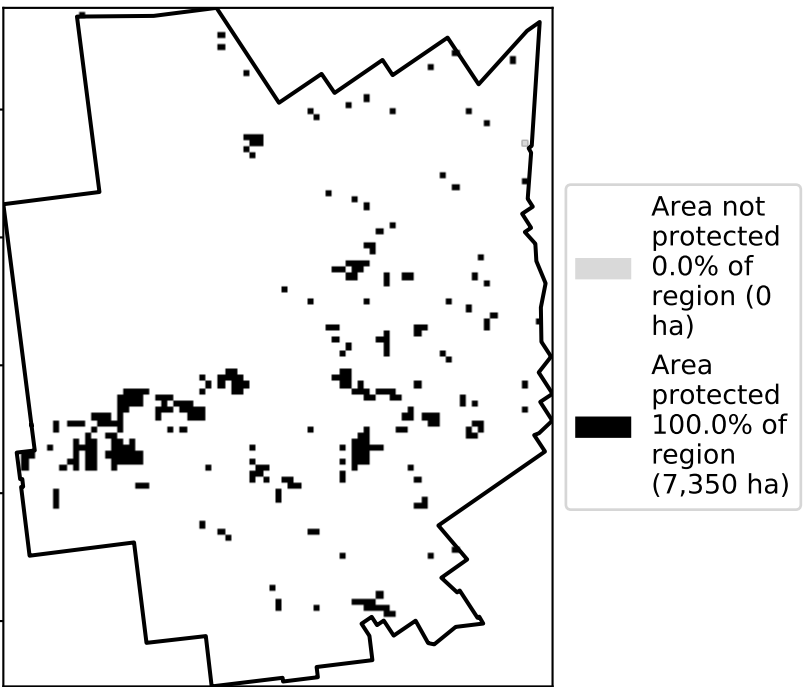 Area not
protected
0.0% of
region (0
ha)
Area
protected
100.0% of
region
(7,350 ha)